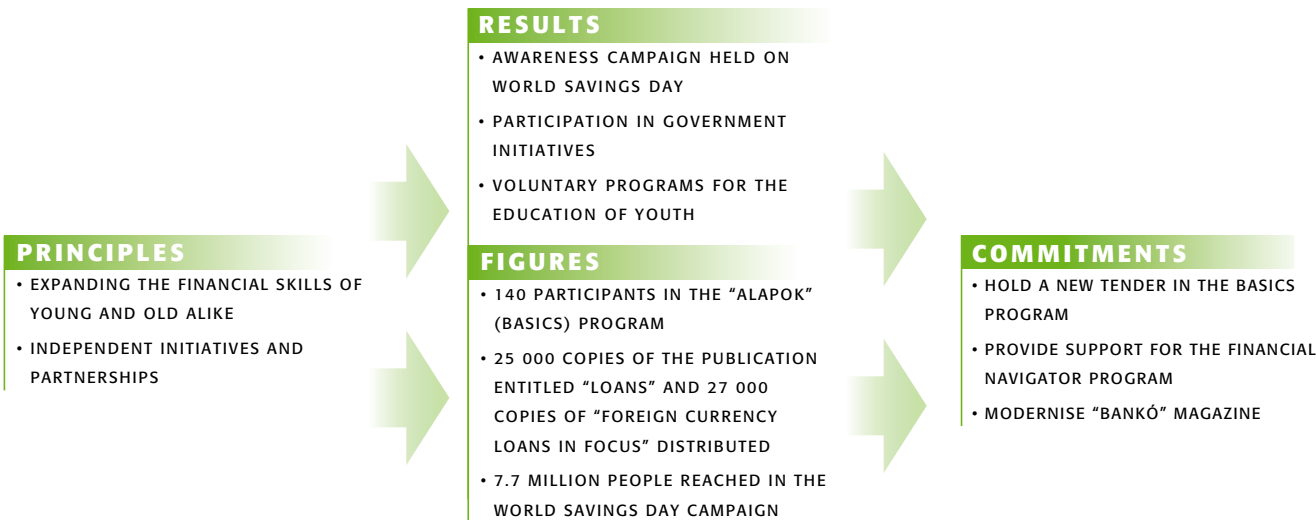 PRINCIPLES
• EXPANDING THE FINANCIAL SKILLS OF
YOUNG AND OLD ALIKE
• INDEPENDENT INITIATIVES AND
PARTNERSHIPS
RESULTS
• AWARENESS CAMPAIGN HELD ON
WORLD SAVINGS DAY
• PARTICIPATION IN GOVERNMENT
INITIATIVES
• VOLUNTARY PROGRAMS FOR THE
EDUCATION OF YOUTH
FIGURES
• 140 PARTICIPANTS IN THE “ALAPOK”
(BASICS) PROGRAM
• 25 000 COPIES OF THE PUBLICATION
ENTITLED “LOANS” AND 27 000
COPIES OF “FOREIGN CURRENCY
LOANS IN FOCUS” DISTRIBUTED
• 7.7 MILLION PEOPLE REACHED IN THE
WORLD SAVINGS DAY CAMPAIGN
COMMITMENTS
• HOLD A NEW TENDER IN THE BASICS
PROGRAM
• PROVIDE SUPPORT FOR THE FINANCIAL
NAVIGATOR PROGRAM
• MODERNISE “BANKÓ” MAGAZINE